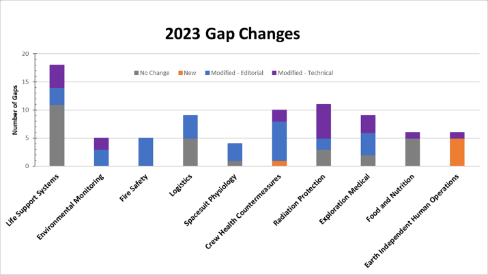 2023 Gap Changes
No Change New Modified - Editorial Modified - Technical
Number of Gaps
20
15
10
5
0
Life Support Systems
Environmental Monitoring
Fire Safety
Logistics
Spacesuit Physiology
Crew Health Countermeasures
Radiation Protection
Exploration Medical
Food and Nutrition
Earth Independent Human Operations